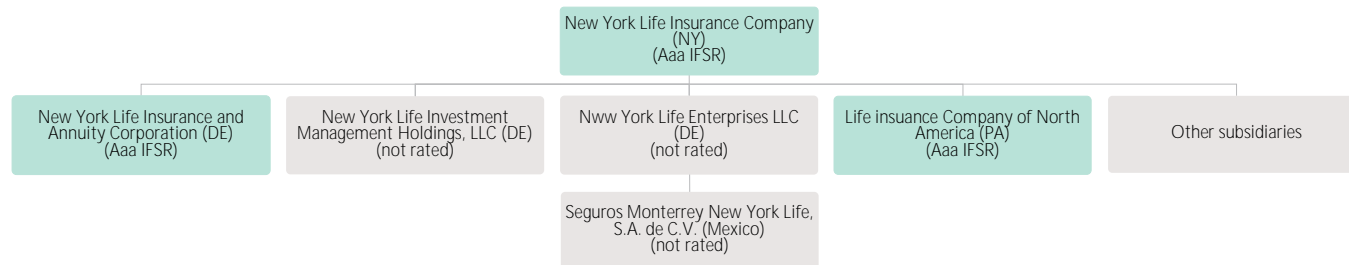 New York Life Insurance Company
(NY)
(Aaa IFSR)
New York Life Insurance and
Annuity Corporation (DE)
(Aaa IFSR)
New York Life Investment
Management Holdings, LLC (DE)
(not rated)
Nww York Life Enterprises LLC
(DE)
(not rated)
Life insuance Company of North
America (PA)
(Aaa IFSR)
Other subsidiaries
Seguros Monterrey New York Life,
S.A. de C.V. (Mexico)
(not rated)